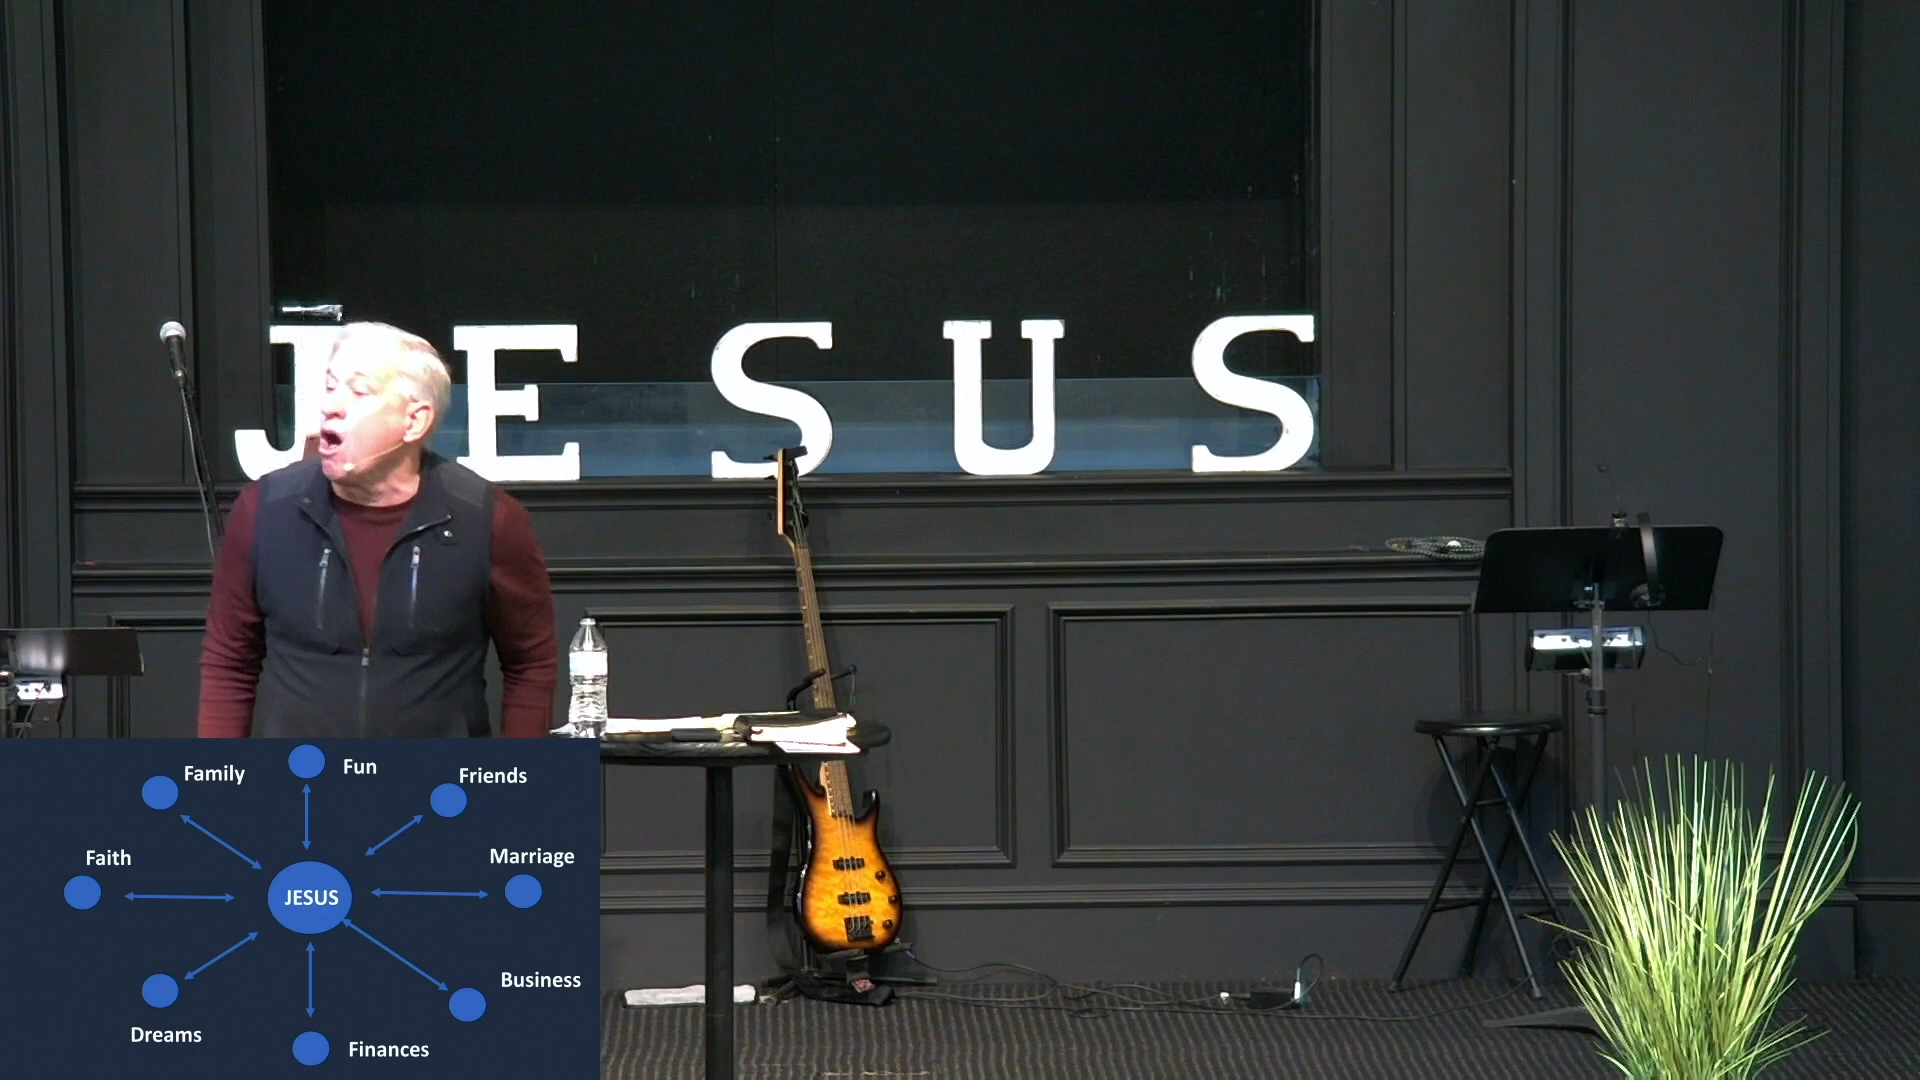 JESUS
Fun
Family
Friends
Faith
Marriage
JESUS
Business
Dreams
Finances